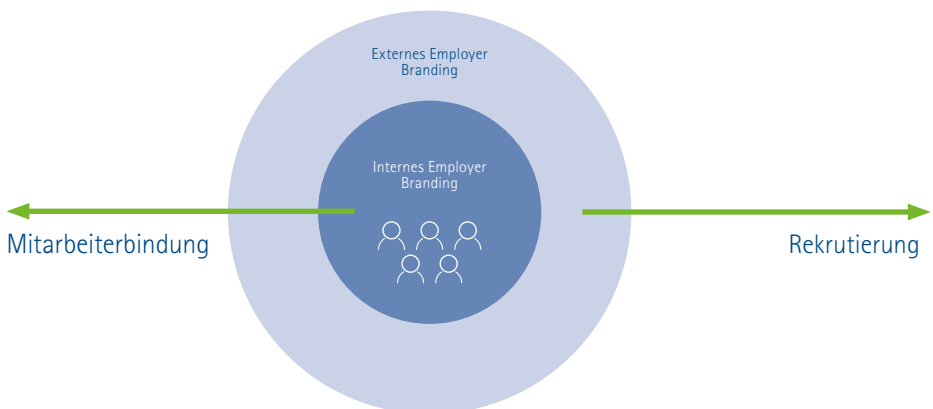 Externes Employer
Branding
Internes Employer
Branding
Mitarbeiterbindung
Rekrutierung